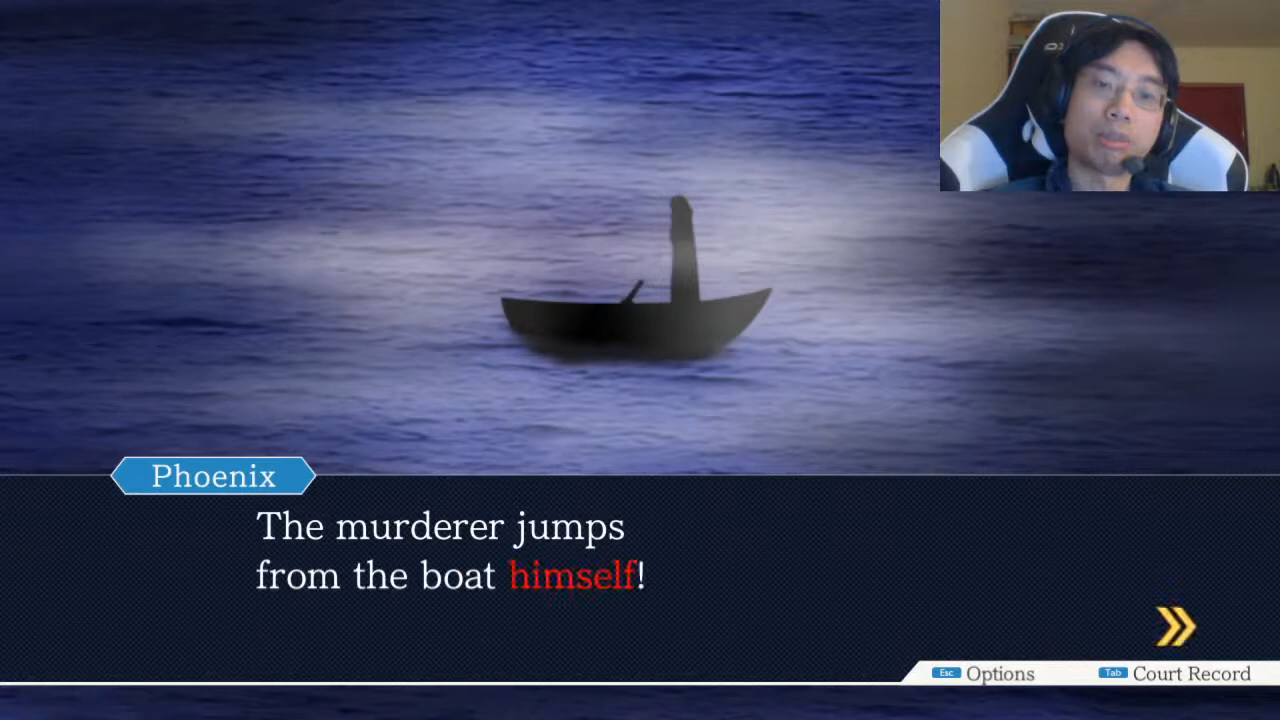 Phoenix
The murderer jumps
from the boat himself!
Esc Options
Tab Court Record